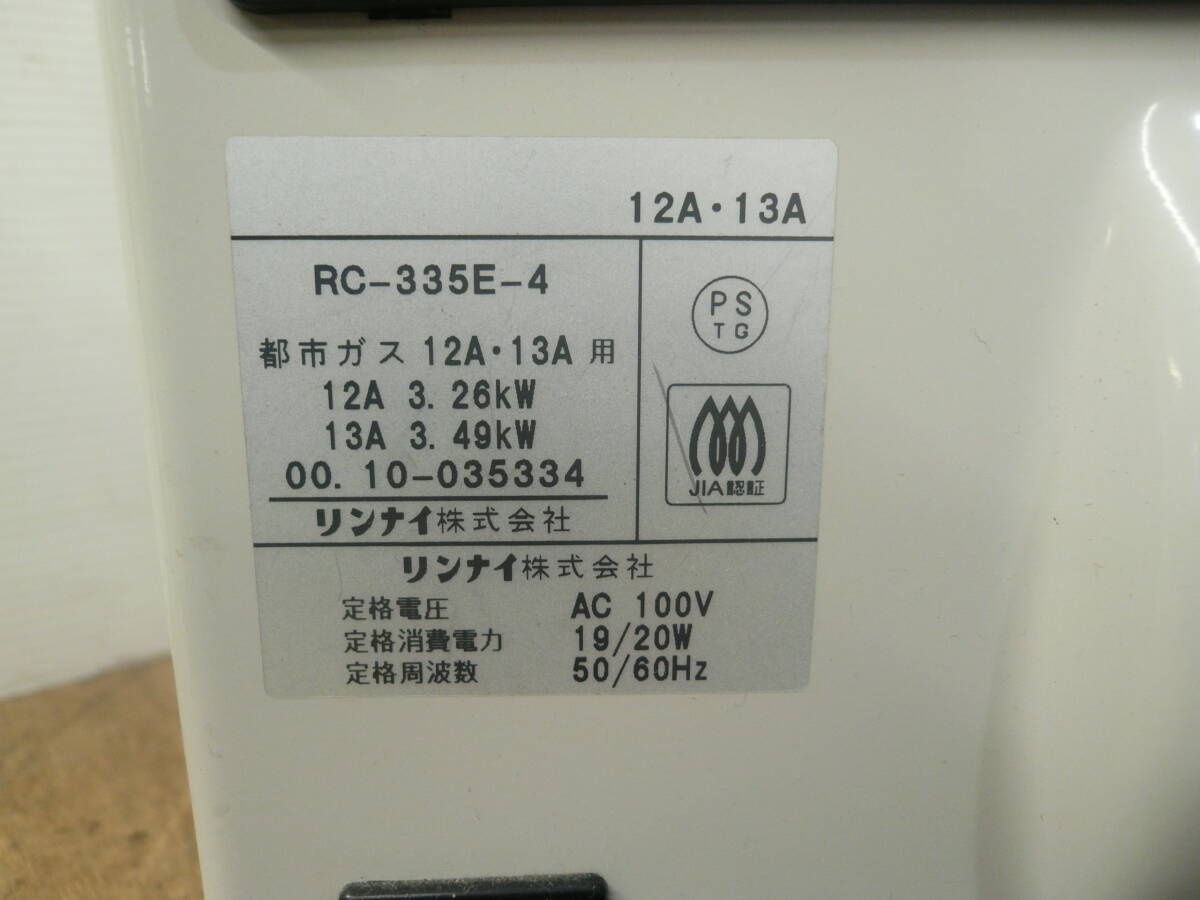 12A・13A
RC-335E-4
都市ガス 12A・13A 用
12A 3.26kW
13A 3.49kW
00.10-035334
リンナイ株式会社
PS
TG
JIA認証
リンナイ株式会社
定格電圧 AC 100V
定格消費電力 19/20W
定格周波数 50/60Hz